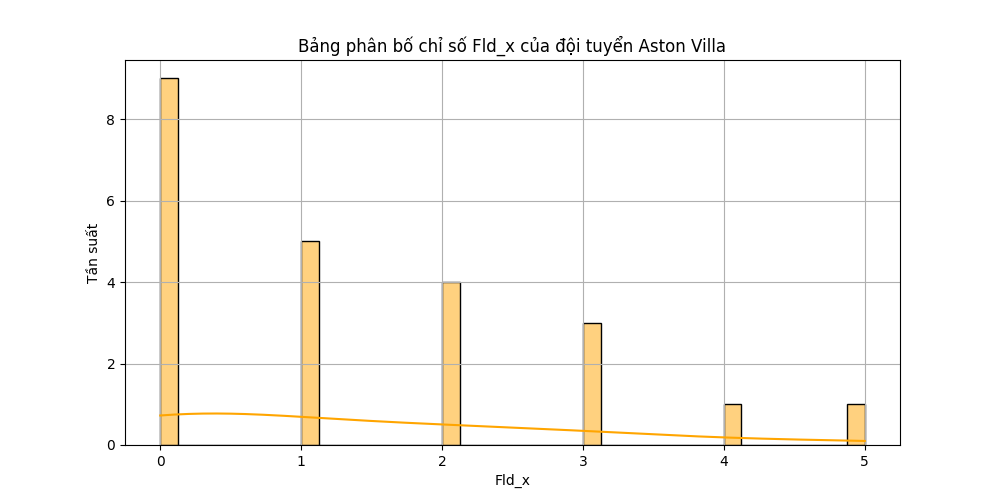 Bảng phân bố chỉ số Fld_x của đội tuyển Aston Villa
8
6
4
2
0
Tần suất
0 1 2 3 4 5
Fld_x